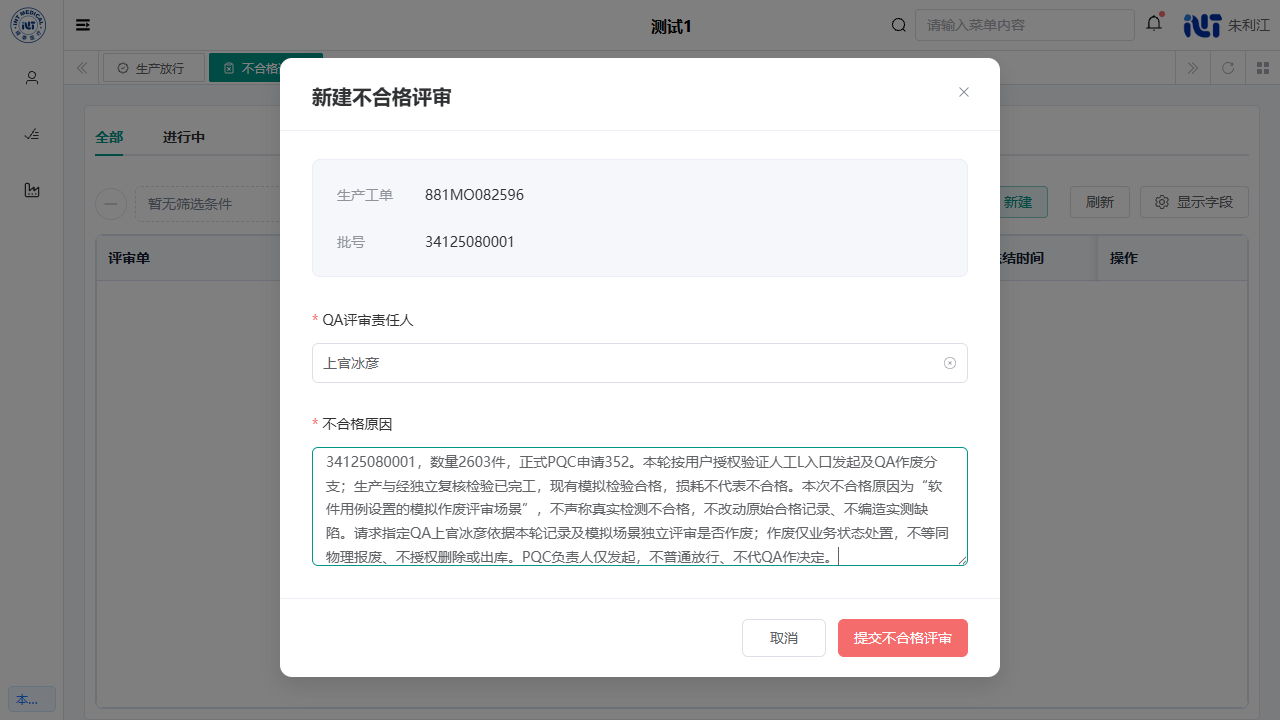 测试1
请输入菜单内容
朱利江
生产放行
新建不合格评审
全部
进行中
生产工单
881MO082596
暂无筛选条件
新建
刷新
显示字段
批号
34125080001
评审单
结时间
操作
* QA评审责任人
上官冰彦
* 不合格原因
34125080001，数量2603件，正式PQC申请352。本轮按用户授权验证人工L入口发起及QA作废分
支；生产与经独立复核检验已完工，现有模拟检验合格，损耗不代表不合格。本次不合格原因为“软
件用例设置的模拟作废评审场景”，不声称真实检测不合格，不改动原始合格记录、不编造实测缺
陷。请求指定QA上官冰彦依据本轮记录及模拟场景独立评审是否作废；作废仅业务状态处置，不等同
物理报废、不授权删除或出库。PQC负责人仅发起，不普通放行、不代QA作决定。
取消
提交不合格评审
本...